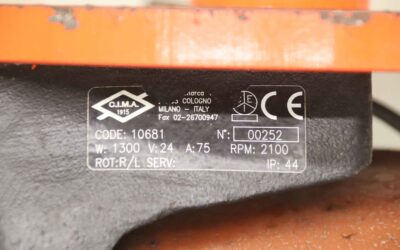 C.I.M.A.
1915
COLOGNO
MILANO - ITALY
Fax 02-26700947
CE
CODE: 10681 N°: 00252
W: 1300 V:24 A:75 RPM: 2100
ROT:R/L SERV: IP: 44